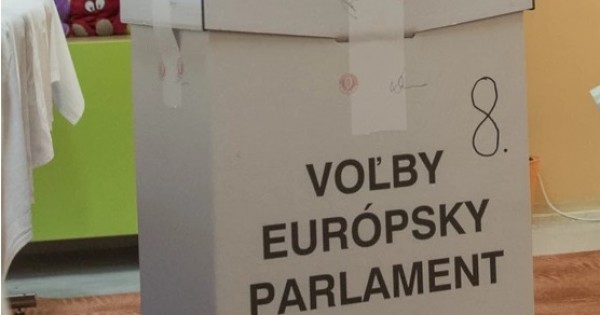 8.
VOĽBY
EURÓPSKY
PARLAMENT